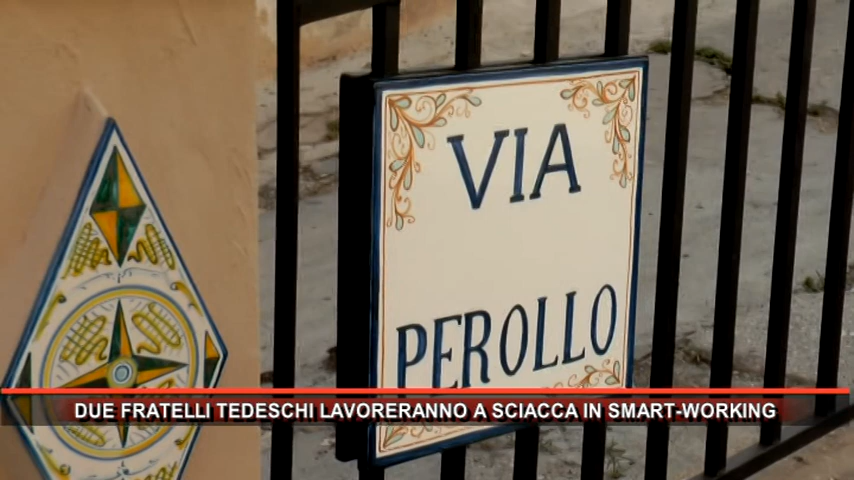 VIA
PEROLLO
DUE FRATELLI TEDESCHI LAVORERANNO A SCIACCA IN SMART-WORKING